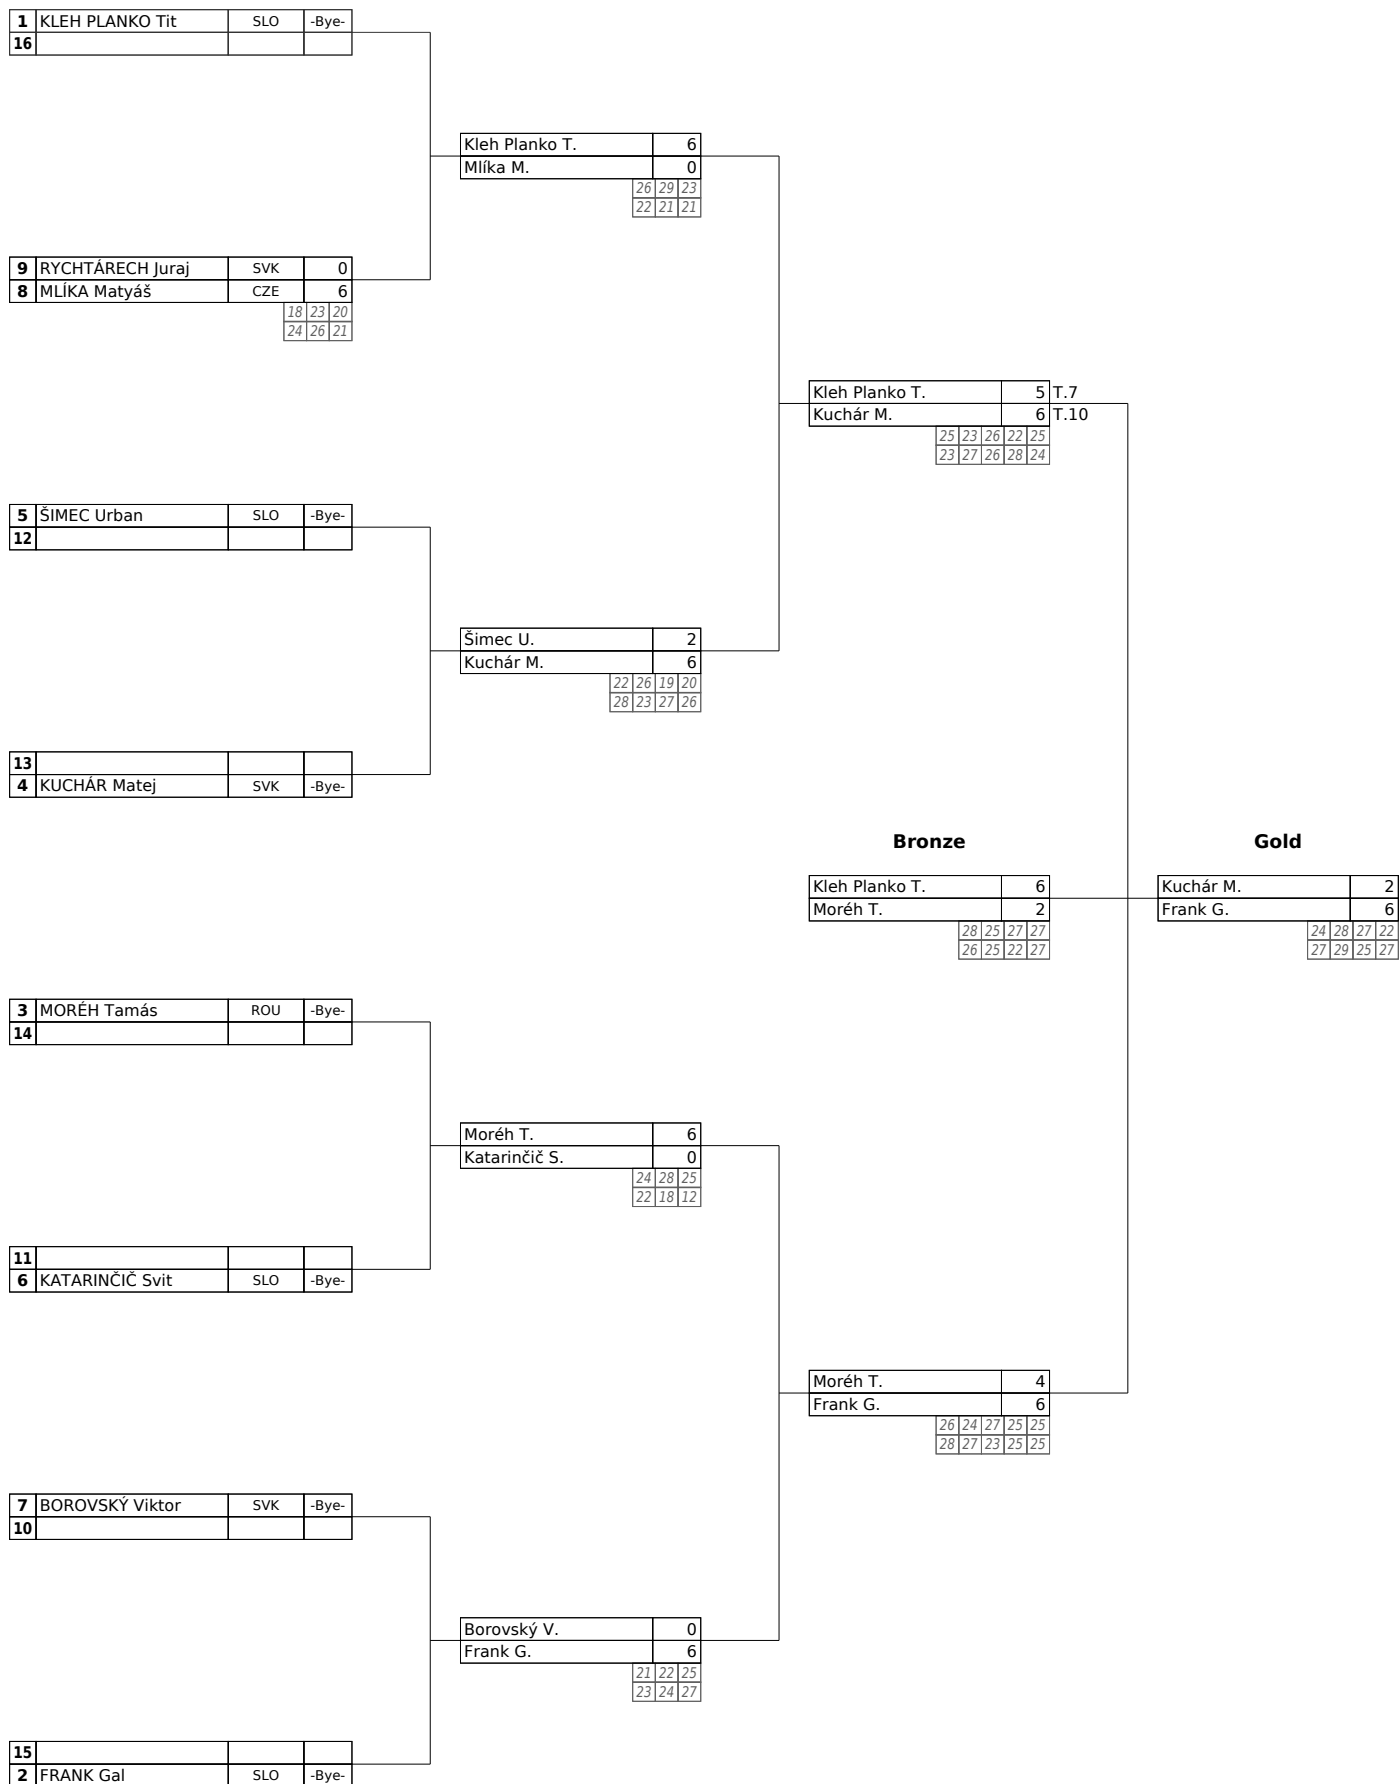 1 KLEH PLANKO Tit SLO -Bye-
16
Kleh Planko T. 6
Mlíka M. 0
26 29 23
22 21 21
9 RYCHTÁRECH Juraj SVK 0
8 MLÍKA Matyáš CZE 6
18 23 20
24 26 21
Kleh Planko T. 5 T.7
Kuchár M. 6 T.10
25 23 26 22 25
23 27 26 28 24
5 ŠIMEC Urban SLO -Bye-
12
Šimec U. 2
Kuchár M. 6
22 26 19 20
28 23 27 26
13
4 KUCHÁR Matej SVK -Bye-
Bronze Gold
Kleh Planko T. 6 Kuchár M. 2
Moréh T. 2 Frank G. 6
28 25 27 27 24 28 27 22
26 25 22 27 27 29 25 27
3 MORÉH Tamás ROU -Bye-
14
Moréh T. 6
Katarinčič S. 0
24 28 25
22 18 12
11
6 KATARINČIČ Svit SLO -Bye-
Moréh T. 4
Frank G. 6
26 24 27 25 25
28 27 23 25 25
7 BOROVSKÝ Viktor SVK -Bye-
10
Borovský V. 0
Frank G. 6
21 22 25
23 24 27
15
2 FRANK Gal SLO -Bye-